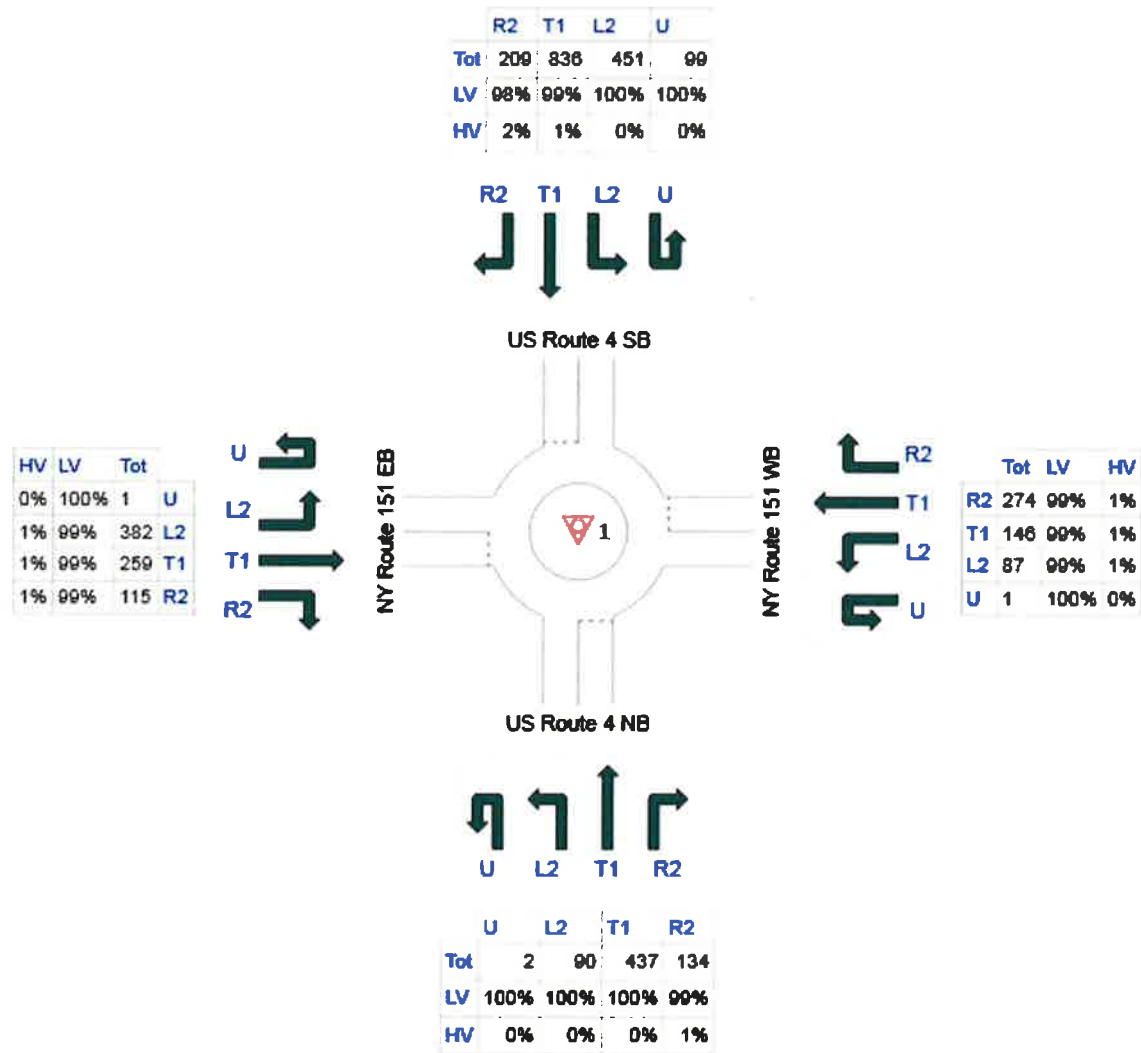 R2 T1 L2 U
Tot 209 836 451 99
LV 98% 99% 100% 100%
HV 2% 1% 0% 0%
R2 T1 L2 U
US Route 4 SB
HV LV Tot
0% 100% 1 U
1% 99% 382 L2
1% 99% 259 T1
1% 99% 115 R2
U
L2
T1
R2
NY Route 151 EB
1
NY Route 151 WB
R2
T1
L2
U
Tot LV HV
R2 274 99% 1%
T1 146 99% 1%
L2 87 99% 1%
U 1 100% 0%
US Route 4 NB
U L2 T1 R2
U L2 T1 R2
Tot 2 90 437 134
LV 100% 100% 100% 99%
HV 0% 0% 0% 1%